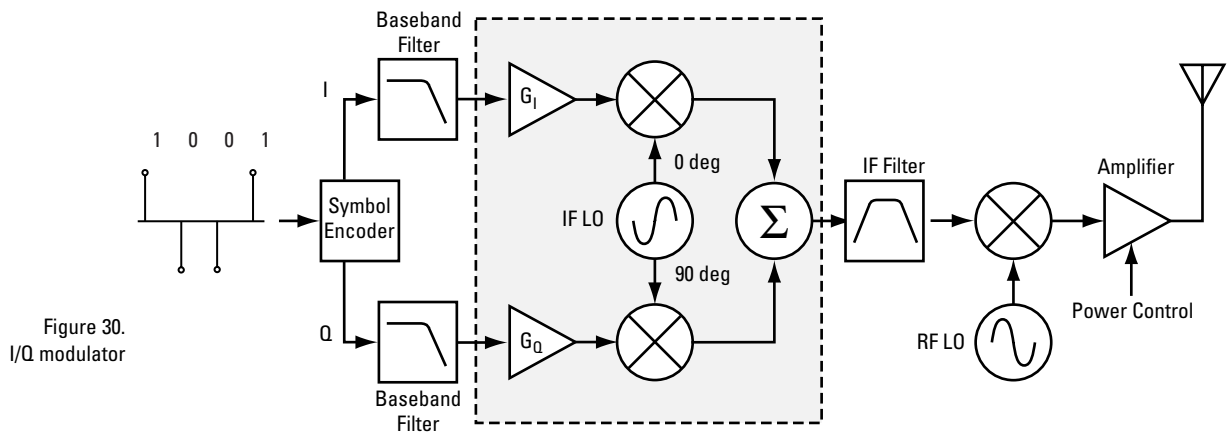 Baseband
Filter
I
G_I
1 0 0 1
0 deg
IF Filter
Amplifier
Symbol
Encoder
IF LO
Σ
90 deg
Power Control
Figure 30.
I/Q modulator
Q
G_Q
RF LO
Baseband
Filter